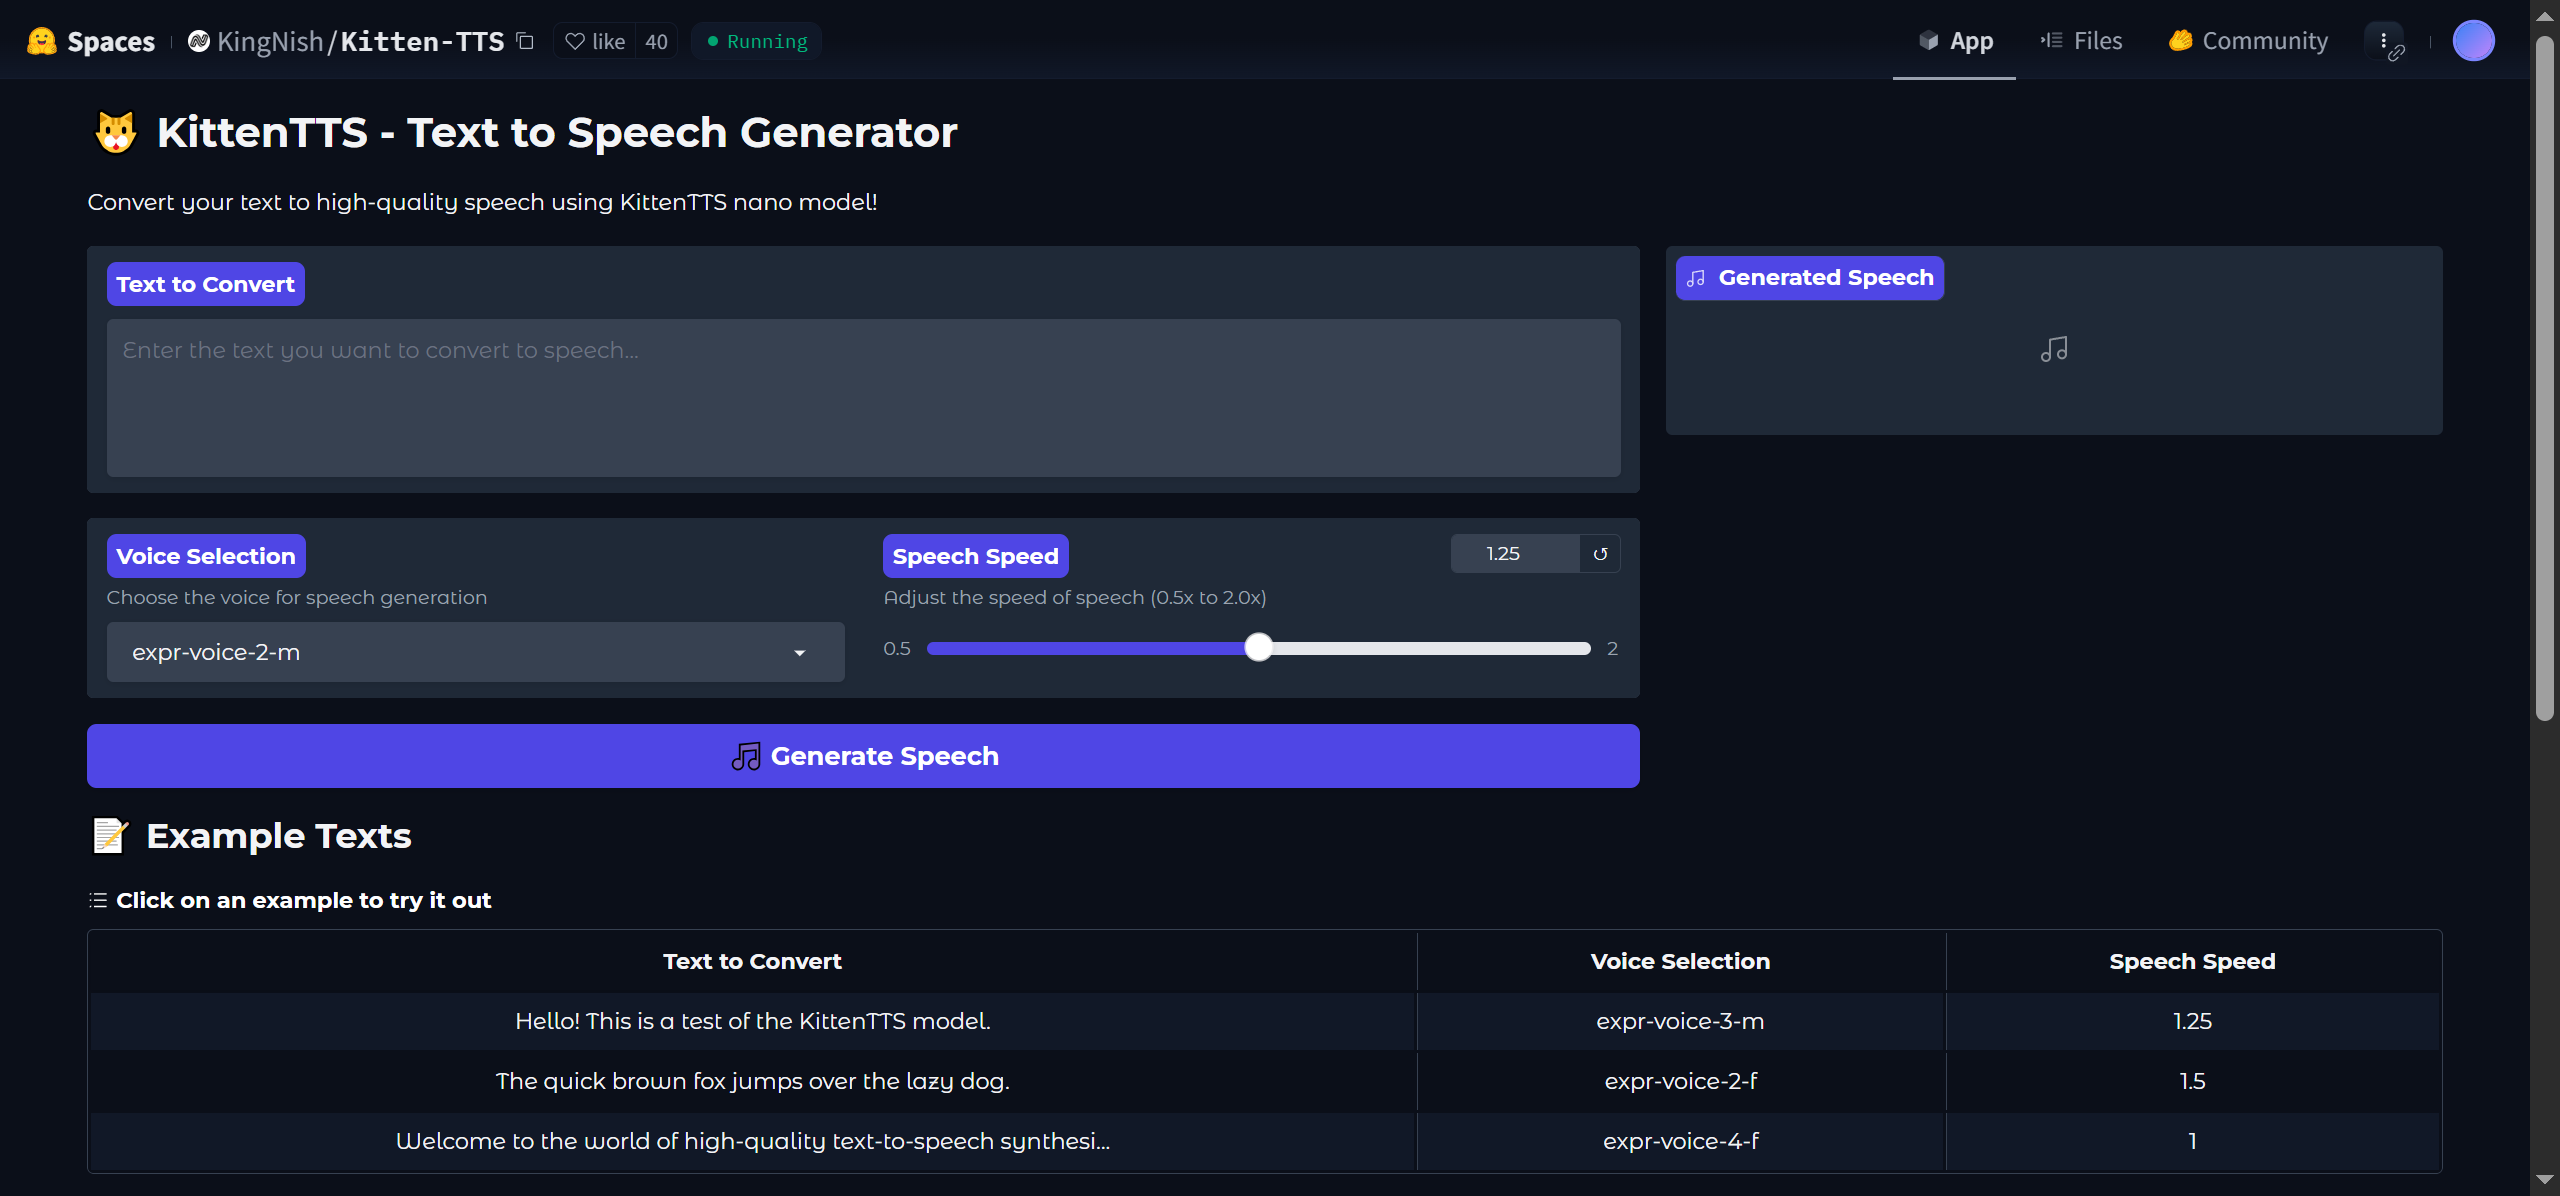 Spaces
KingNish/Kitten-TTS
like 40
Running
App
Files
Community
KittenTTS - Text to Speech Generator
Convert your text to high-quality speech using KittenTTS nano model!
Text to Convert
Enter the text you want to convert to speech...
Generated Speech
Voice Selection
Choose the voice for speech generation
expr-voice-2-m
Speech Speed
1.25
Adjust the speed of speech (0.5x to 2.0x)
0.5
2
Generate Speech
Example Texts
Click on an example to try it out
Text to Convert Voice Selection Speech Speed
Hello! This is a test of the KittenTTS model. expr-voice-3-m 1.25
The quick brown fox jumps over the lazy dog. expr-voice-2-f 1.5
Welcome to the world of high-quality text-to-speech synthesi... expr-voice-4-f 1